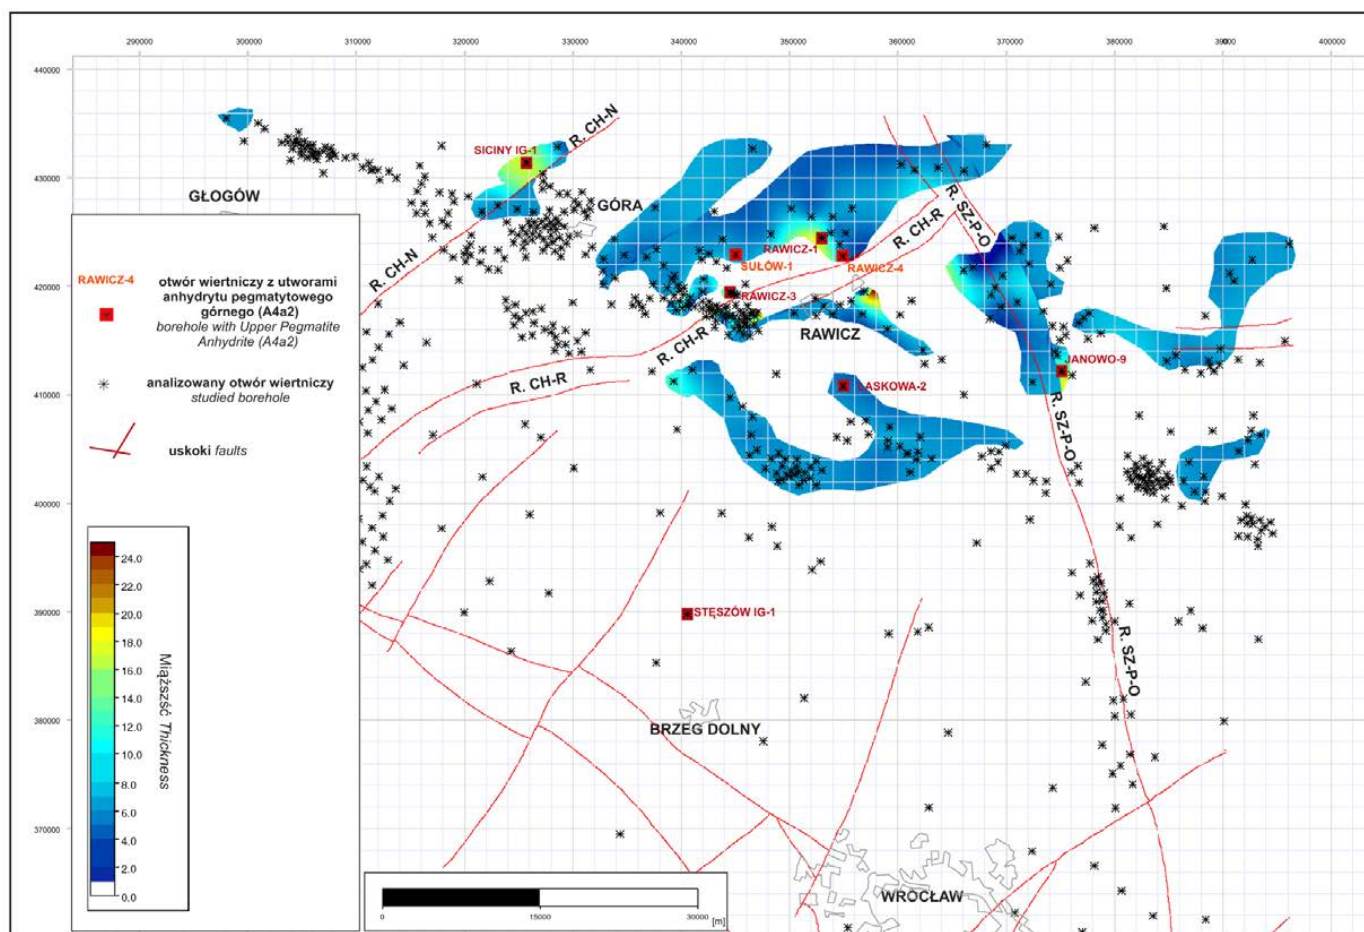 290000 300000 310000 320000 330000 340000 350000 360000 370000 380000 390000 400000
440000
430000
420000
410000
400000
390000
380000
370000
R. CH-N
SICINY IG-1
GŁOGÓW
GÓRA
R. SZ-P-O
R. CH-R
RAWICZ-1
SUŁÓW-1
RAWICZ-4
R. CH-N
RAWICZ-3
RAWICZ
R. CH-R
R. CH-R
JANOWO-9
LASKOWA-2
R. SZ-P-O
STĘSZÓW IG-1
R. SZ-P-O
BRZEG DOLNY
WROCŁAW
RAWICZ-4
otwór wiertniczy z utworami
anhydrytu pegmatytowego
górnego (A4a2)
borehole with Upper Pegmatite
Anhydrite (A4a2)
analizowany otwór wiertniczy
studied borehole
uskoki faults
24.0
22.0
20.0
18.0
16.0
14.0
12.0
10.0
8.0
6.0
4.0
2.0
0.0
Miąższść Thickness
0 15000 30000
[m]